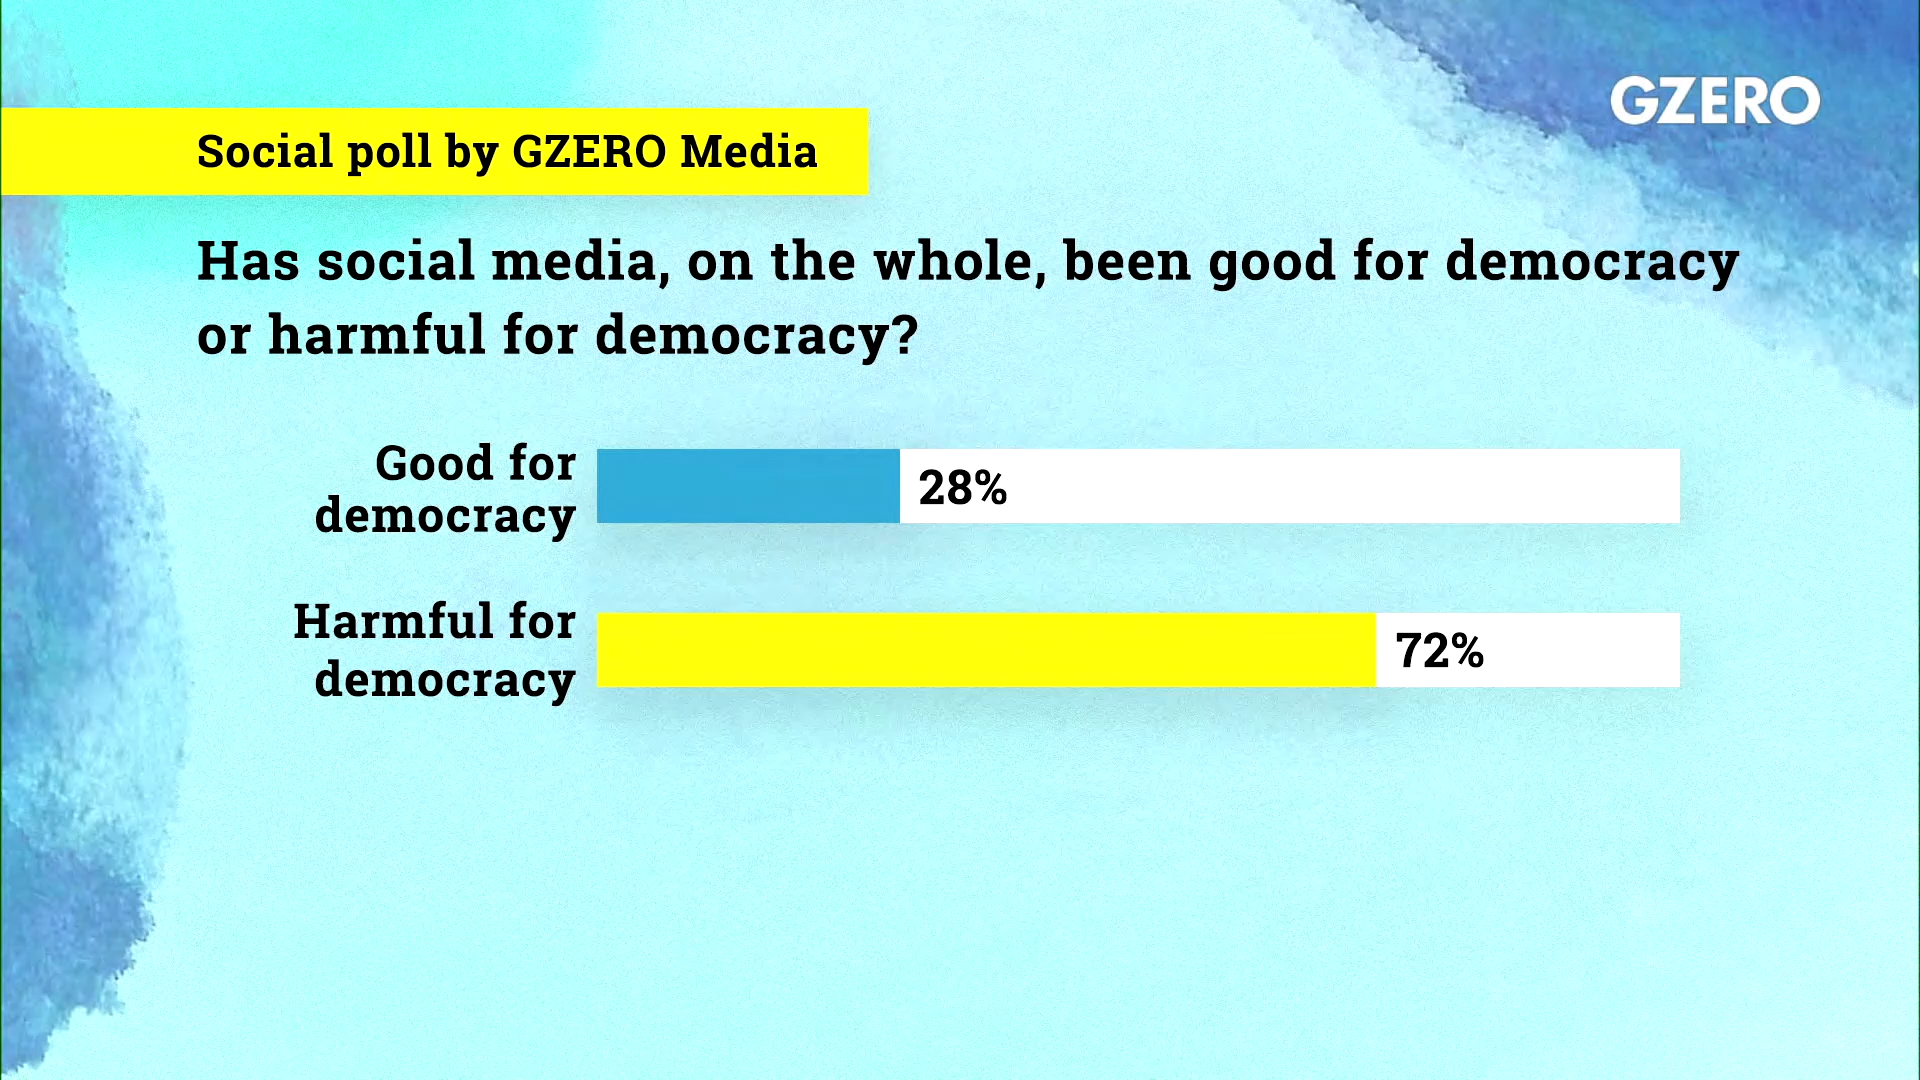 GZERO
Social poll by GZERO Media
Has social media, on the whole, been good for democracy
or harmful for democracy?
Good for
democracy
28%
Harmful for
democracy
72%